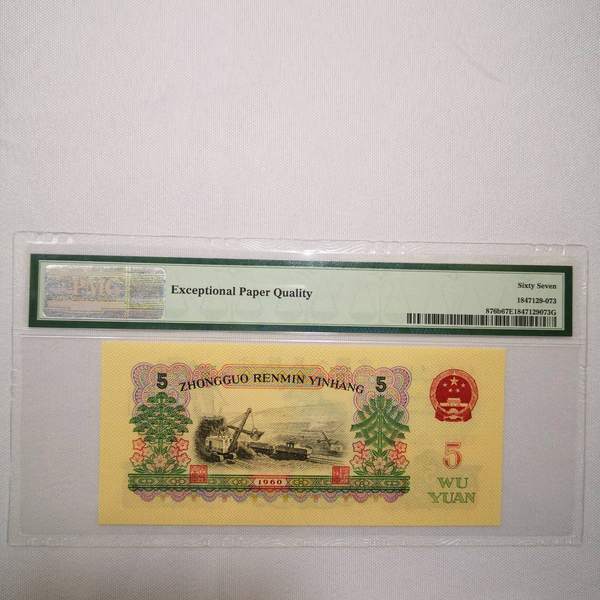 PMG
Exceptional Paper Quality
Sixty Seven
1847129-073
876b67E1847129073G
5
ZHONGGUO RENMIN YINHANG
5
1960
5
WU
YUAN